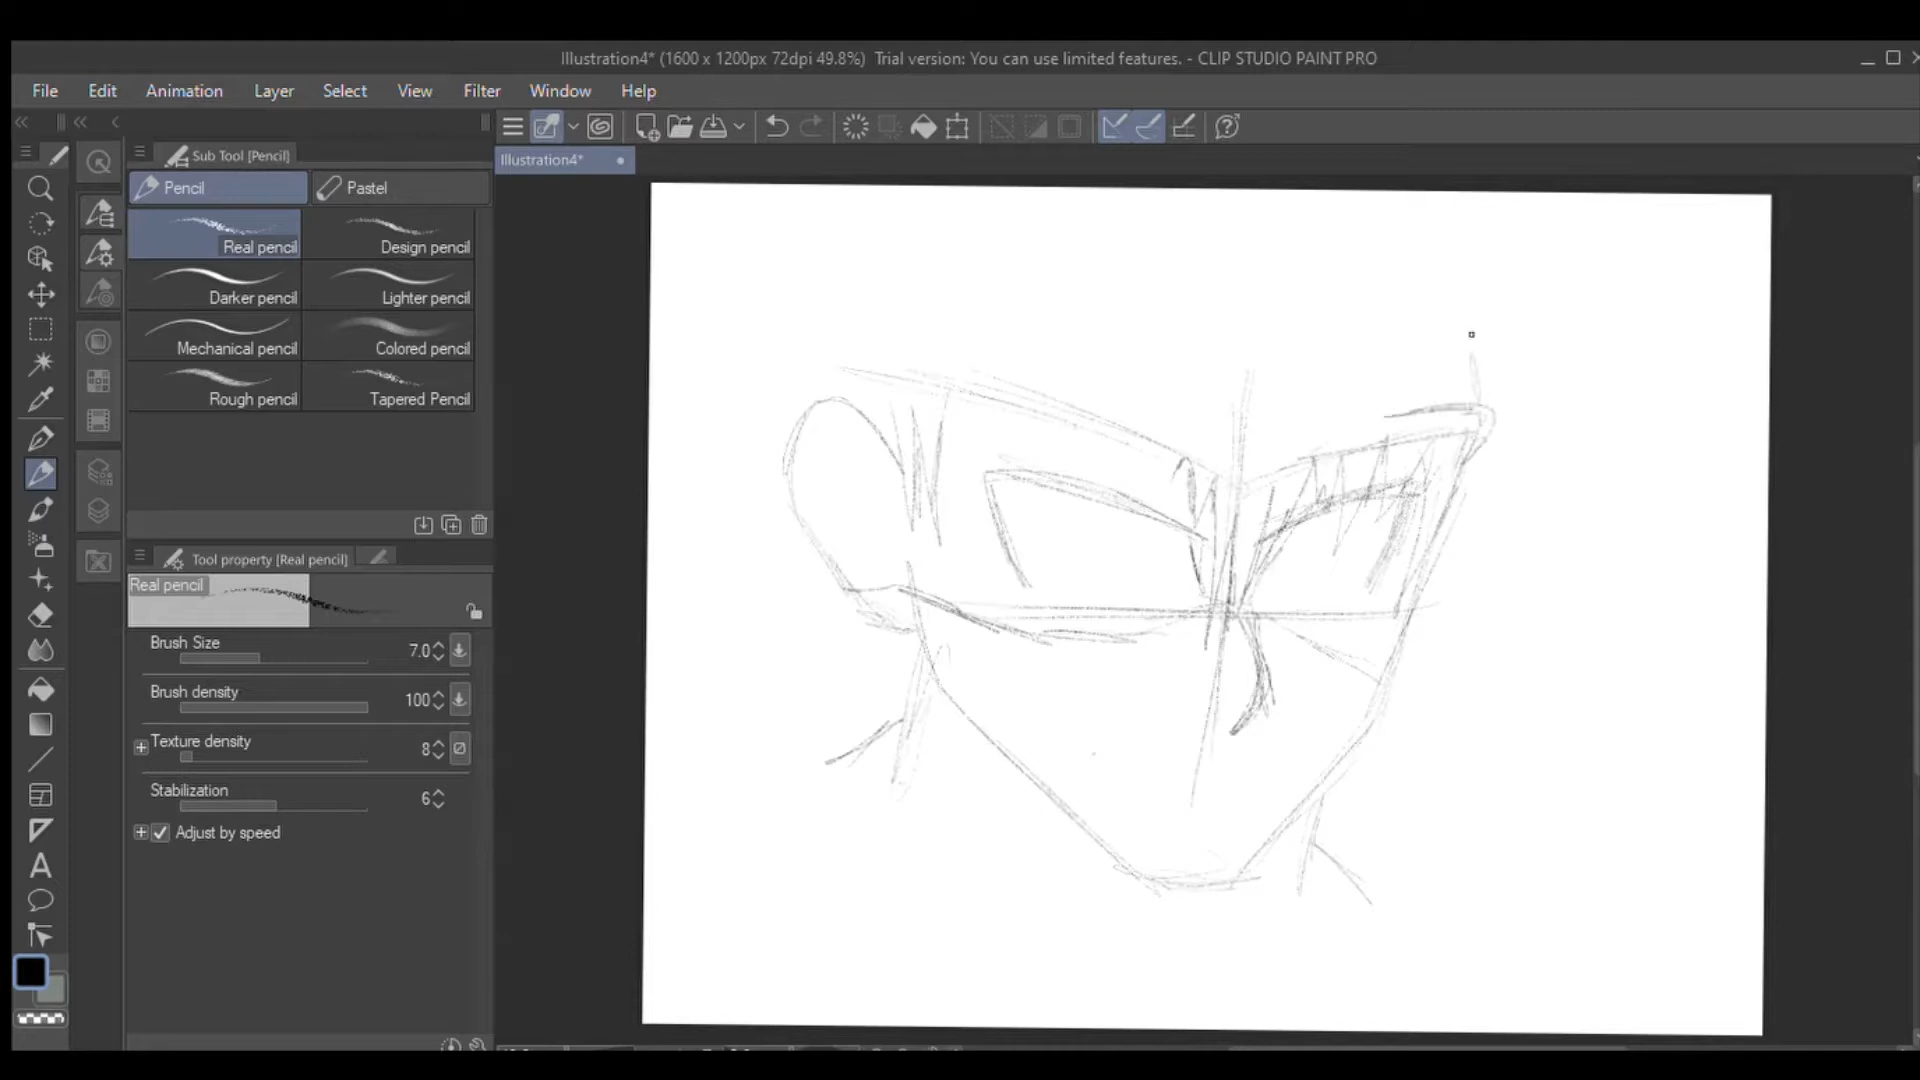 Illustration4* (1600 x 1200px 72dpi 49.8%) Trial version: You can use limited features. - CLIP STUDIO PAINT PRO
File Edit Animation Layer Select View Filter Window Help
Sub Tool [Pencil]
Illustration4*
Pencil
Pastel
Real pencil
Design pencil
Darker pencil
Lighter pencil
Mechanical pencil
Colored pencil
Rough pencil
Tapered Pencil
Tool property [Real pencil]
Real pencil
Brush Size 7.0
Brush density 100
Texture density 8
Stabilization 6
Adjust by speed